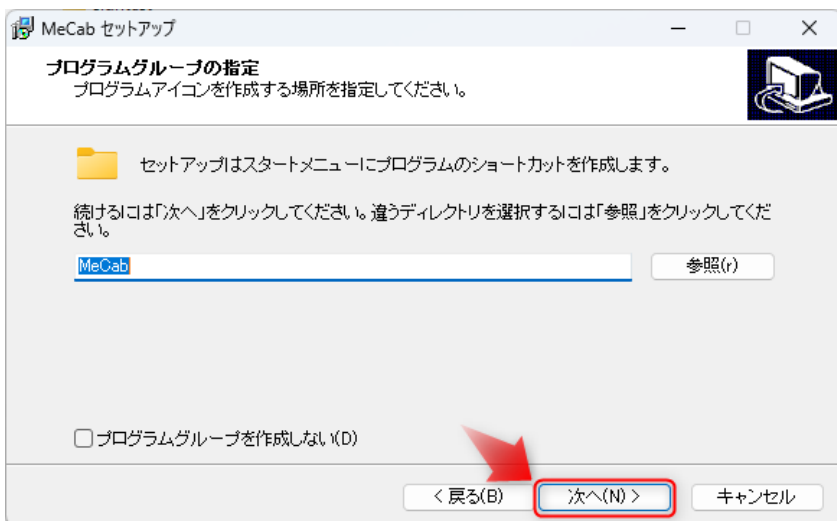 MeCab セットアップ
プログラムグループの指定
プログラムアイコンを作成する場所を指定してください。
セットアップはスタートメニューにプログラムのショートカットを作成します。
続けるには「次へ」をクリックしてください。違うディレクトリを選択するには「参照」をクリックしてくだ
さい。
MeCab
参照(r)
プログラムグループを作成しない(D)
< 戻る(B)
次へ(N) >
キャンセル